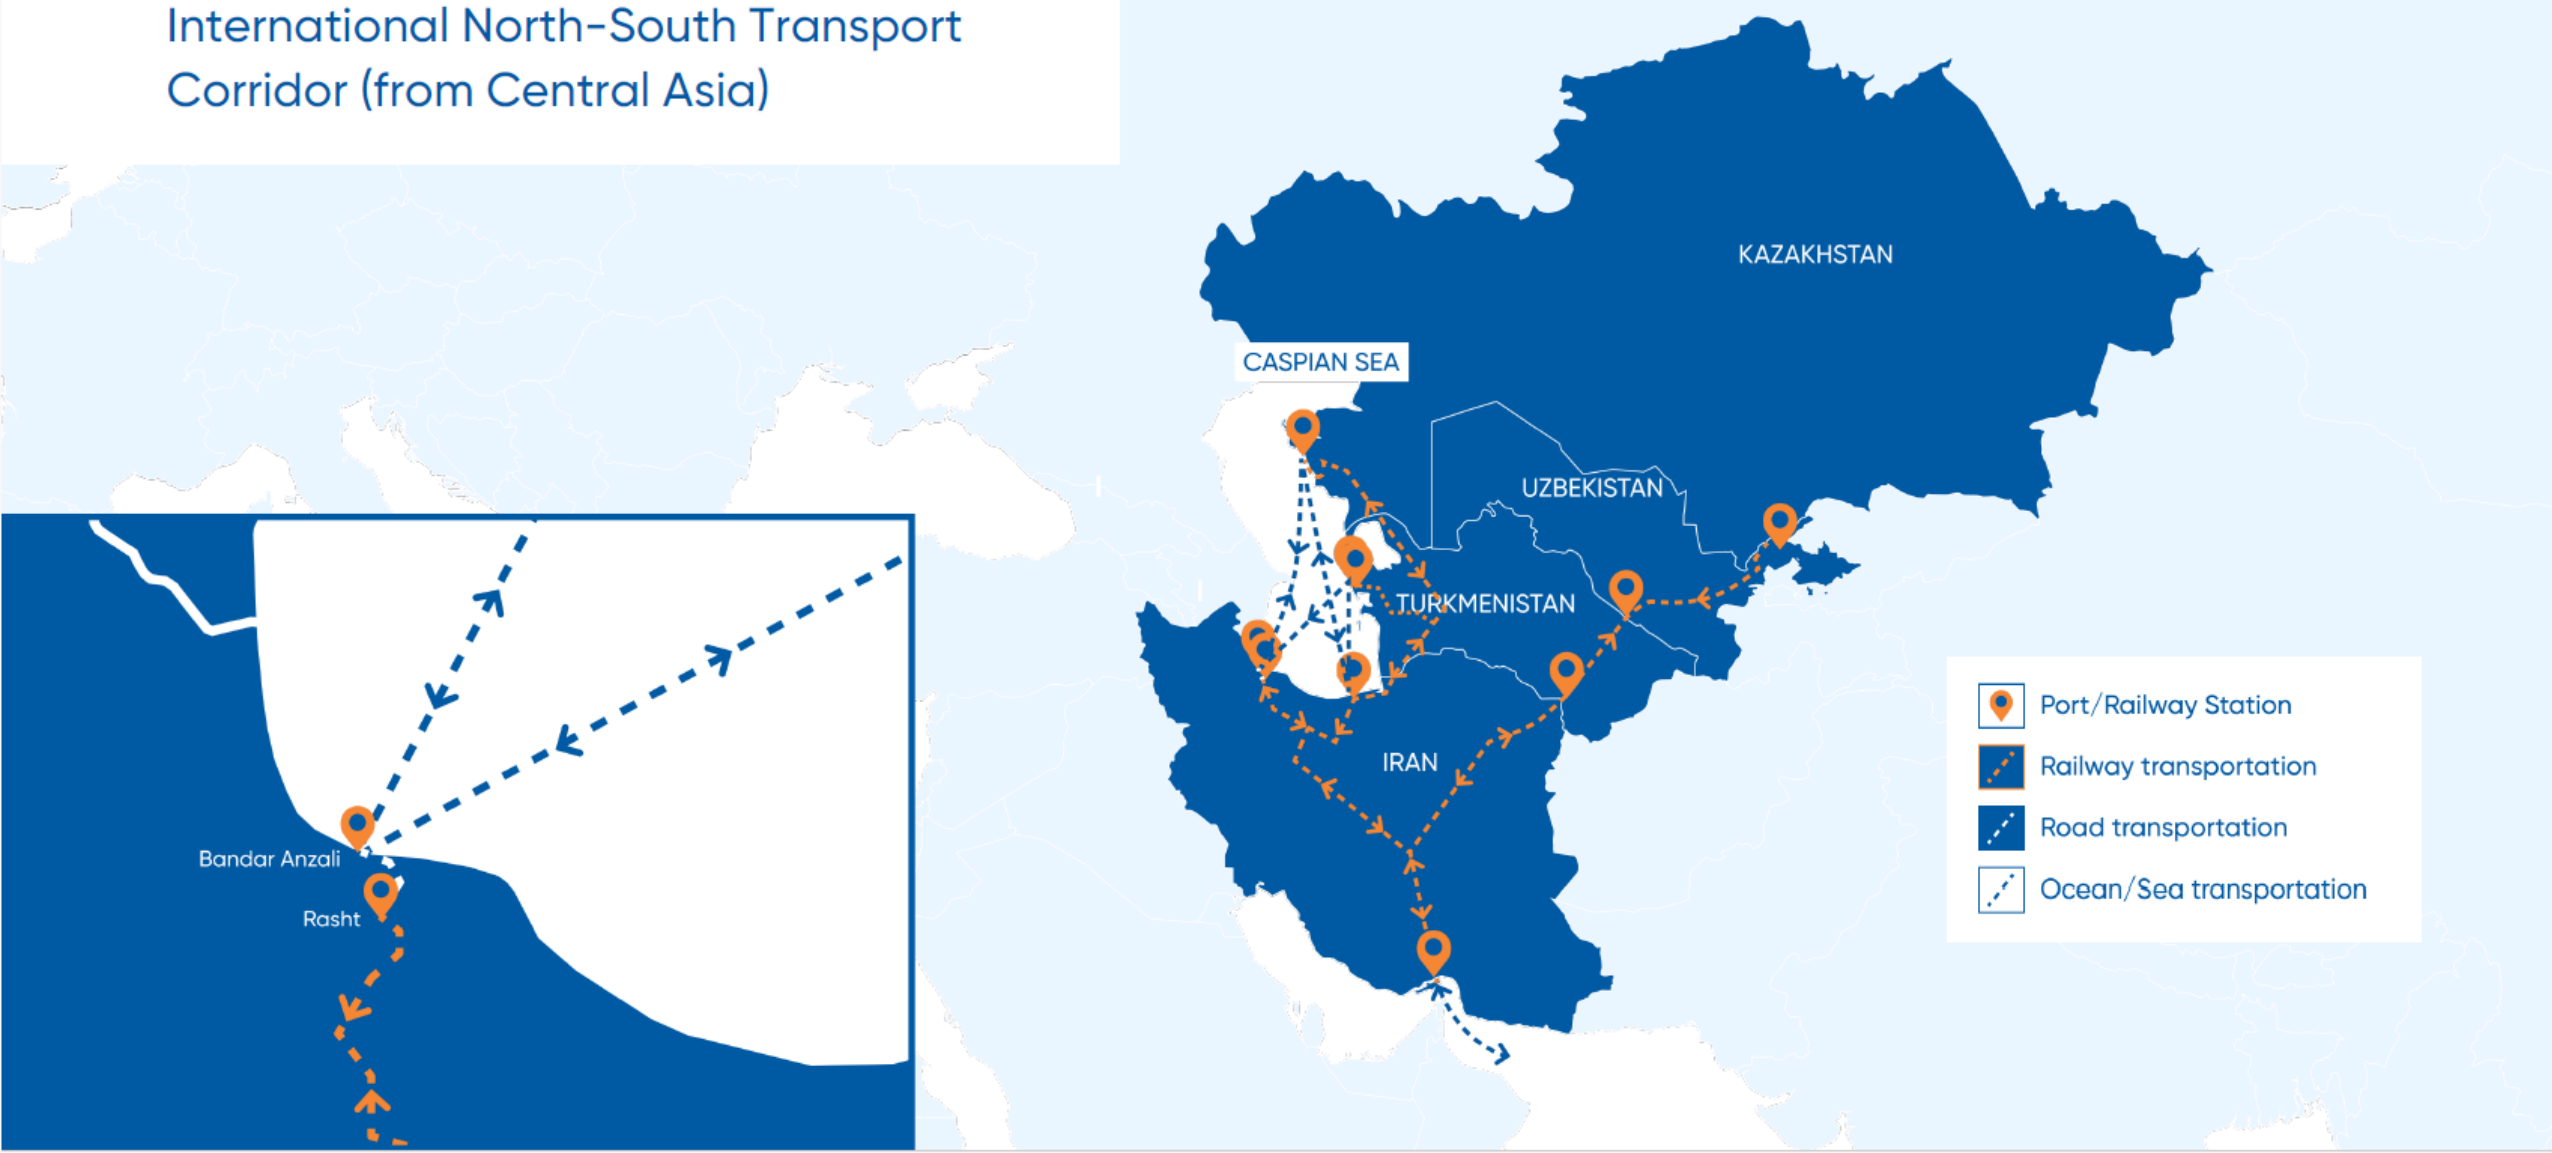 International North-South Transport
Corridor (from Central Asia)
KAZAKHSTAN
CASPIAN SEA
UZBEKISTAN
TURKMENISTAN
IRAN
Bandar Anzali
Rasht
Port/Railway Station
Railway transportation
Road transportation
Ocean/Sea transportation